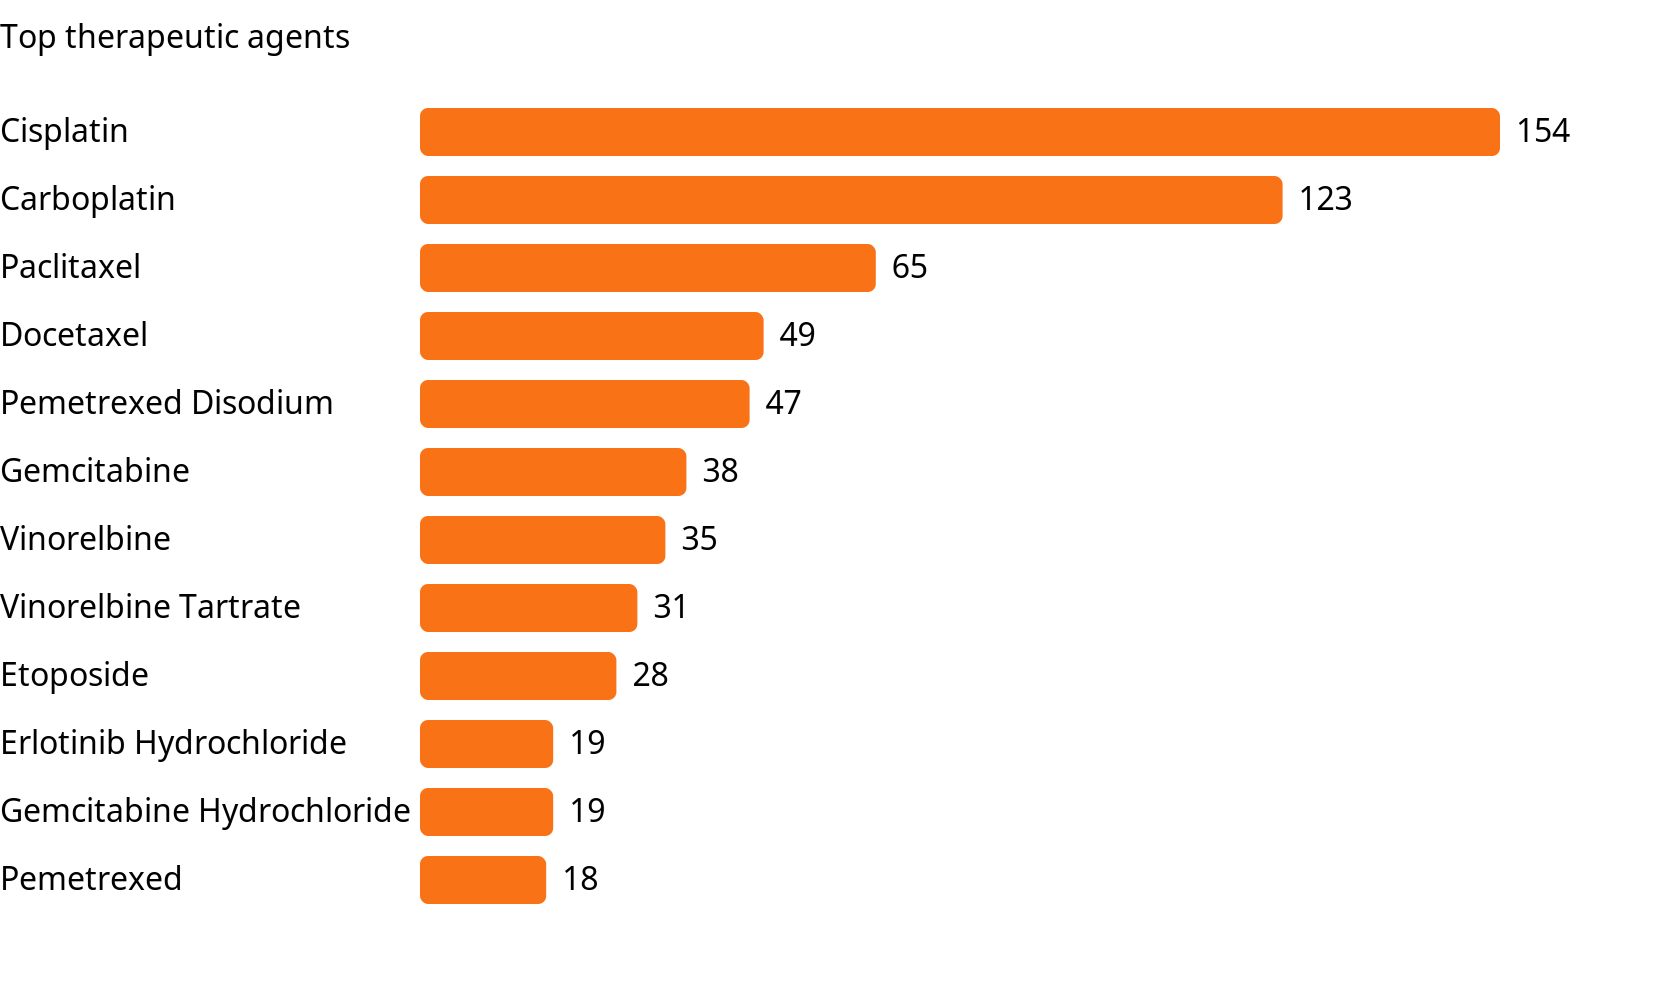 Top therapeutic agents
Cisplatin 154
Carboplatin 123
Paclitaxel 65
Docetaxel 49
Pemetrexed Disodium 47
Gemcitabine 38
Vinorelbine 35
Vinorelbine Tartrate 31
Etoposide 28
Erlotinib Hydrochloride 19
Gemcitabine Hydrochloride 19
Pemetrexed 18